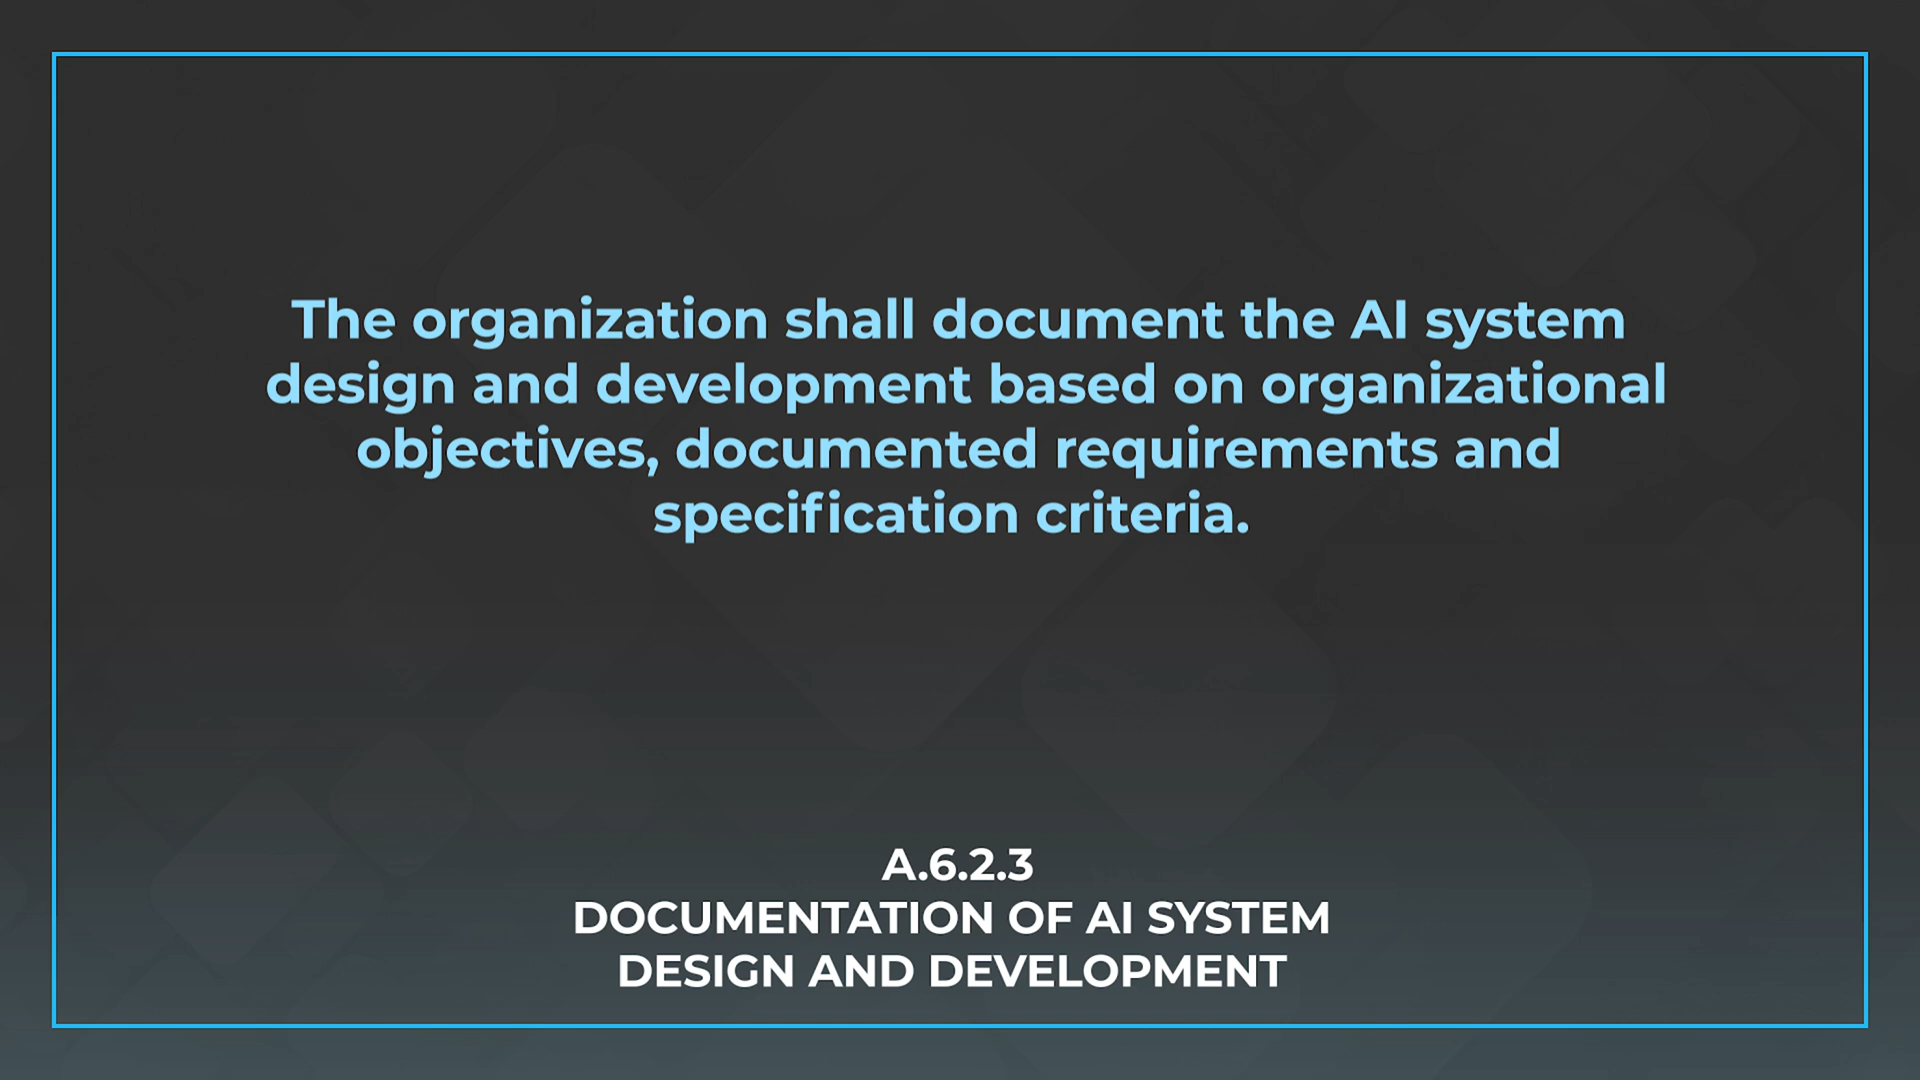 The organization shall document the AI system
design and development based on organizational
objectives, documented requirements and
specification criteria.
A.6.2.3
DOCUMENTATION OF AI SYSTEM
DESIGN AND DEVELOPMENT